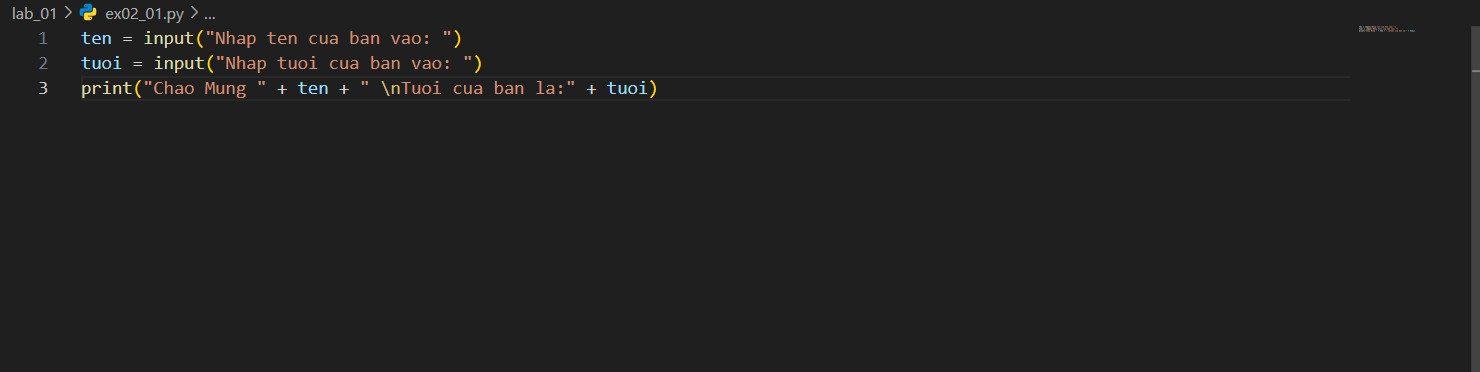 lab_01 > ex02_01.py > ...
1 ten = input("Nhap ten cua ban vao: ")
2 tuoi = input("Nhap tuoi cua ban vao: ")
3 print("Chao Mung " + ten + " \nTuoi cua ban la:" + tuoi)